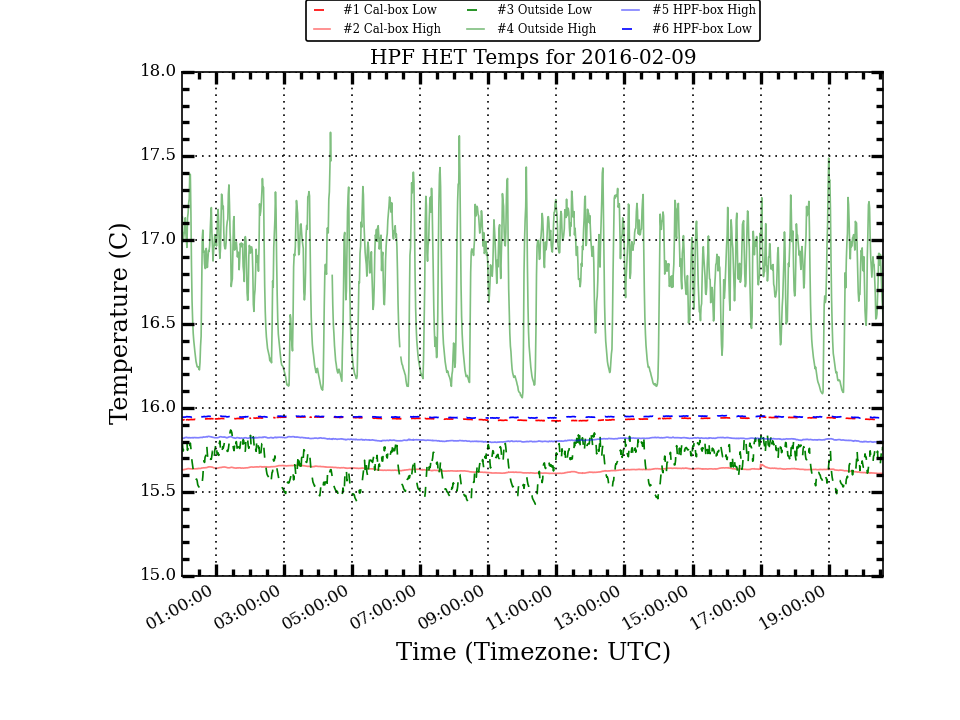 #1 Cal-box Low #3 Outside Low #5 HPF-box High
#2 Cal-box High #4 Outside High #6 HPF-box Low
HPF HET Temps for 2016-02-09
18.0
17.5
17.0
16.5
16.0
15.5
15.0
Temperature (C)
01:00:00 03:00:00 05:00:00 07:00:00 09:00:00 11:00:00 13:00:00 15:00:00 17:00:00 19:00:00
Time (Timezone: UTC)